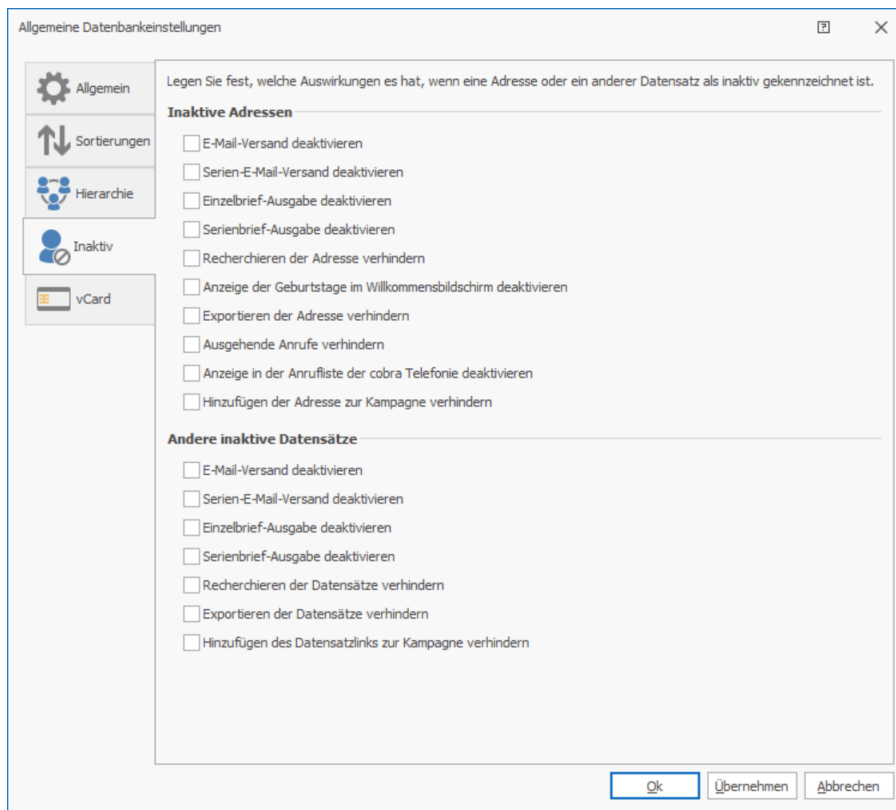 Allgemeine Datenbankeinstellungen
Allgemein
Sortierungen
Hierarchie
Inaktiv
vCard
Legen Sie fest, welche Auswirkungen es hat, wenn eine Adresse oder ein anderer Datensatz als inaktiv gekennzeichnet ist.
Inaktive Adressen
E-Mail-Versand deaktivieren
Serien-E-Mail-Versand deaktivieren
Einzelbrief-Ausgabe deaktivieren
Serienbrief-Ausgabe deaktivieren
Recherchieren der Adresse verhindern
Anzeige der Geburtstage im Willkommensbildschirm deaktivieren
Exportieren der Adresse verhindern
Ausgehende Anrufe verhindern
Anzeige in der Anrufliste der cobra Telefonie deaktivieren
Hinzufügen der Adresse zur Kampagne verhindern
Andere inaktive Datensätze
E-Mail-Versand deaktivieren
Serien-E-Mail-Versand deaktivieren
Einzelbrief-Ausgabe deaktivieren
Serienbrief-Ausgabe deaktivieren
Recherchieren der Datensätze verhindern
Exportieren der Datensätze verhindern
Hinzufügen des Datensatzlinks zur Kampagne verhindern
Ok
Übernehmen
Abbrechen